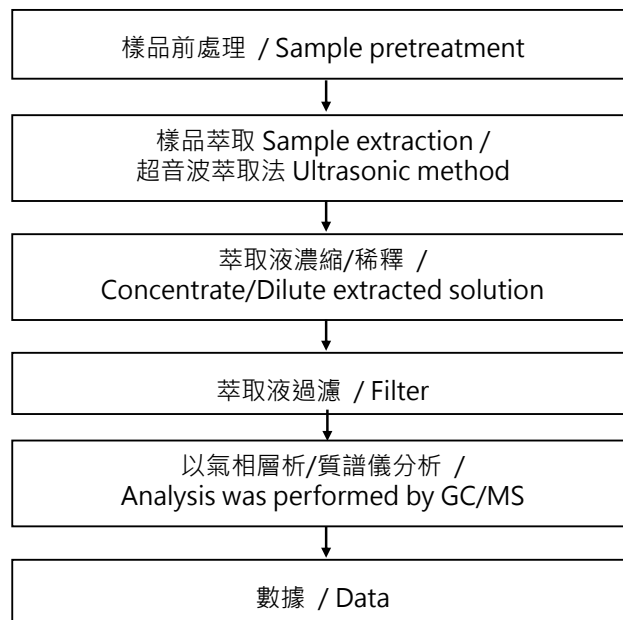 樣品前處理 / Sample pretreatment
樣品萃取 Sample extraction /
超音波萃取法 Ultrasonic method
萃取液濃縮/稀釋 /
Concentrate/Dilute extracted solution
萃取液過濾 / Filter
以氣相層析/質譜儀分析 /
Analysis was performed by GC/MS
數據 / Data